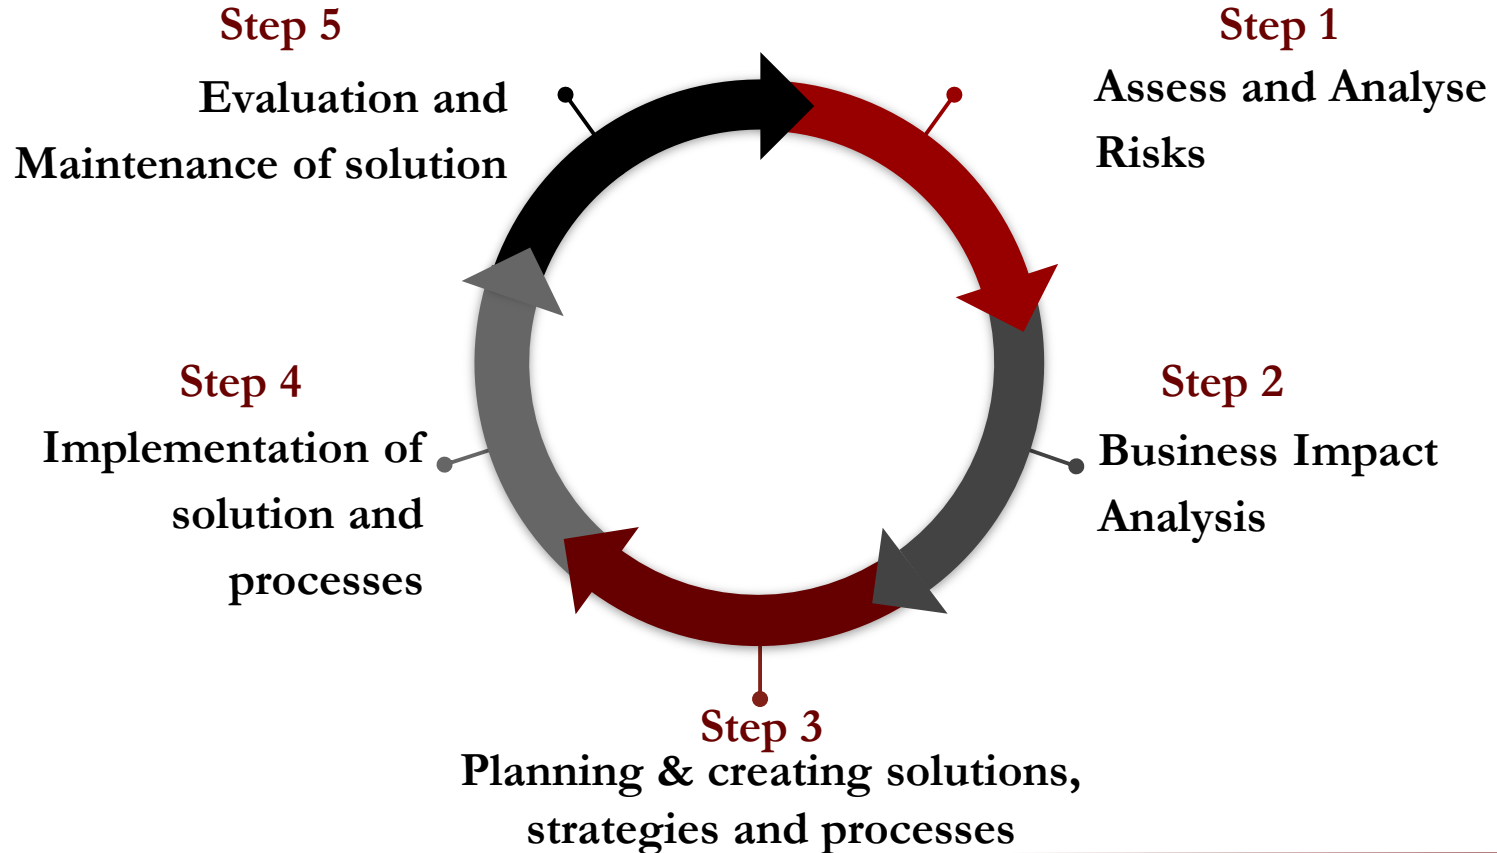 Step 1
Assess and Analyse
Risks
Step 2
Business Impact
Analysis
Step 3
Planning & creating solutions,
strategies and processes
Step 4
Implementation of
solution and
processes
Step 5
Evaluation and
Maintenance of solution